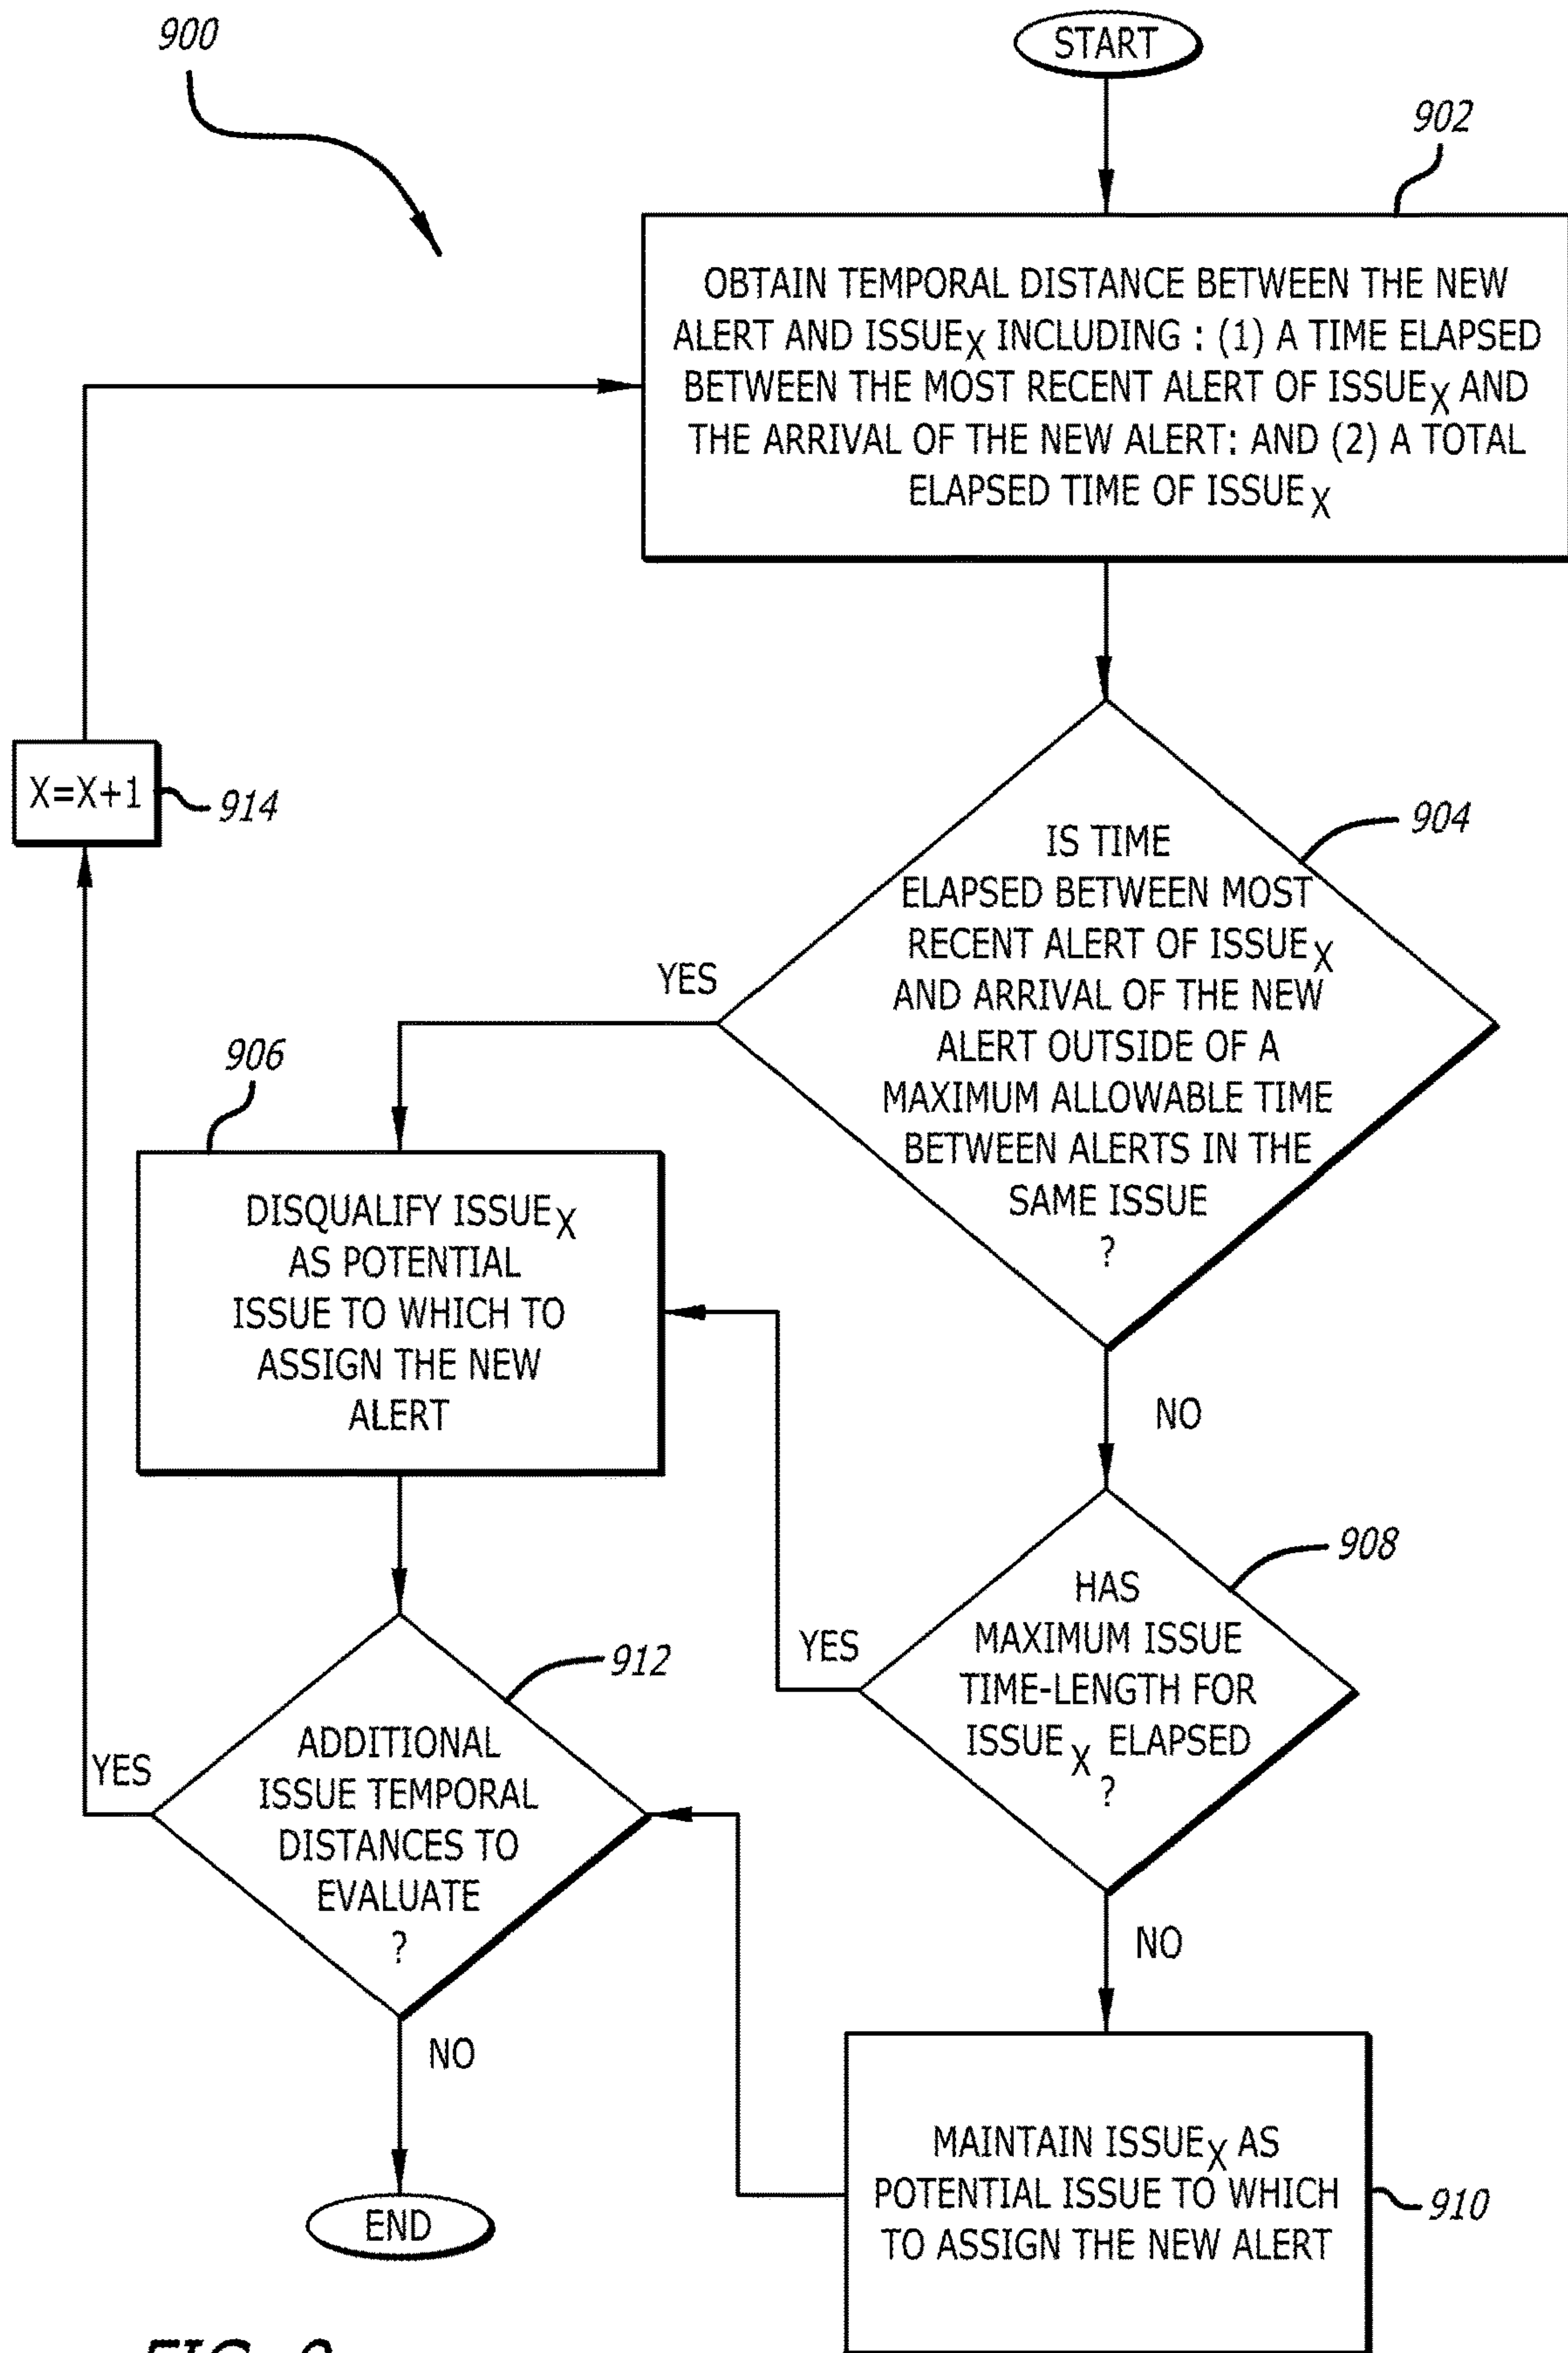 900
START
902
OBTAIN TEMPORAL DISTANCE BETWEEN THE NEW
ALERT AND ISSUEX INCLUDING : (1) A TIME ELAPSED
BETWEEN THE MOST RECENT ALERT OF ISSUEX AND
THE ARRIVAL OF THE NEW ALERT: AND (2) A TOTAL
ELAPSED TIME OF ISSUEX
X=X+1
914
904
IS TIME
ELAPSED BETWEEN MOST
RECENT ALERT OF ISSUEX
AND ARRIVAL OF THE NEW
ALERT OUTSIDE OF A
MAXIMUM ALLOWABLE TIME
BETWEEN ALERTS IN THE
SAME ISSUE
?
YES
906
DISQUALIFY ISSUEX
AS POTENTIAL
ISSUE TO WHICH TO
ASSIGN THE NEW
ALERT
NO
908
HAS
MAXIMUM ISSUE
TIME-LENGTH FOR
ISSUEX ELAPSED
?
YES
912
ADDITIONAL
ISSUE TEMPORAL
DISTANCES TO
EVALUATE
?
YES
NO
NO
END
MAINTAIN ISSUEX AS
POTENTIAL ISSUE TO WHICH
TO ASSIGN THE NEW ALERT
910